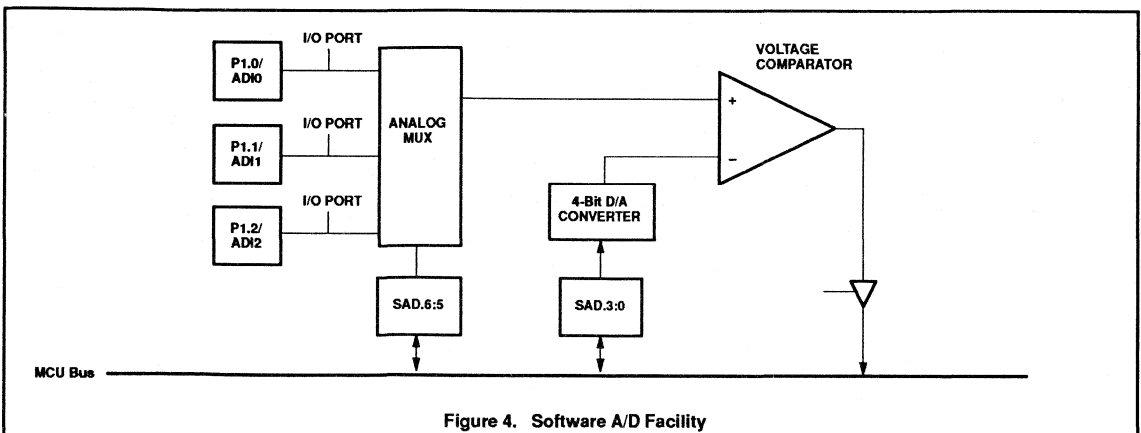 I/O PORT
P1.0/
ADI0
I/O PORT
P1.1/
ADI1
I/O PORT
P1.2/
ADI2
ANALOG
MUX
VOLTAGE
COMPARATOR
+
–
4-Bit D/A
CONVERTER
SAD.6:5
SAD.3:0
MCU Bus
Figure 4. Software A/D Facility